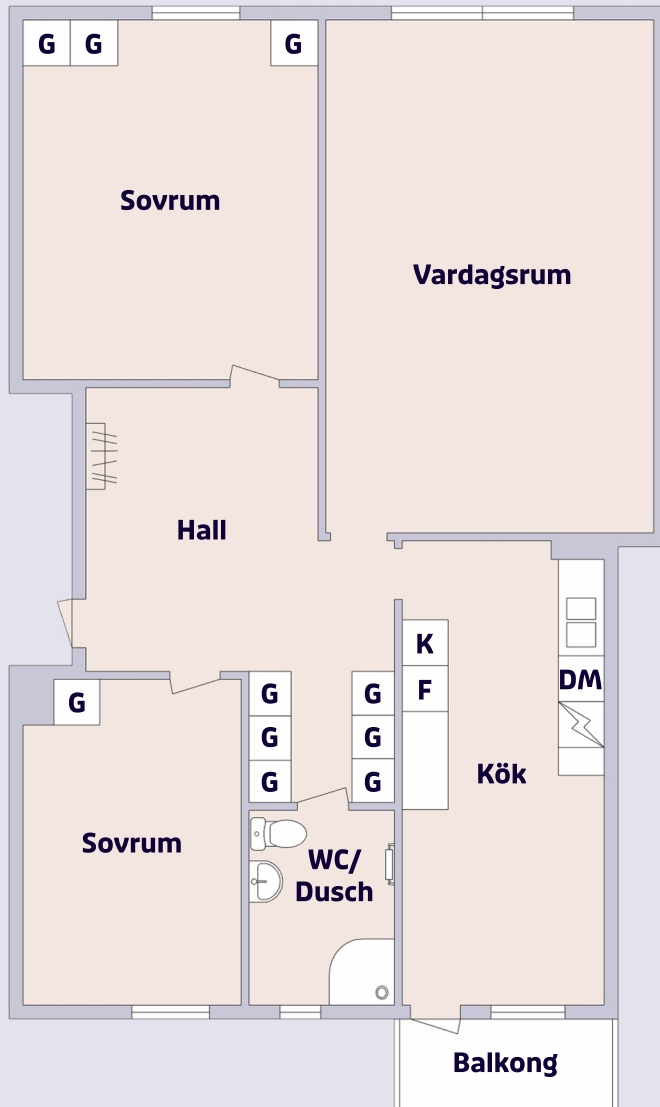 G G G
Sovrum
Vardagsrum
Hall
K
F
DM
G
G G
G G
G G
Kök
Sovrum
WC/
Dusch
Balkong